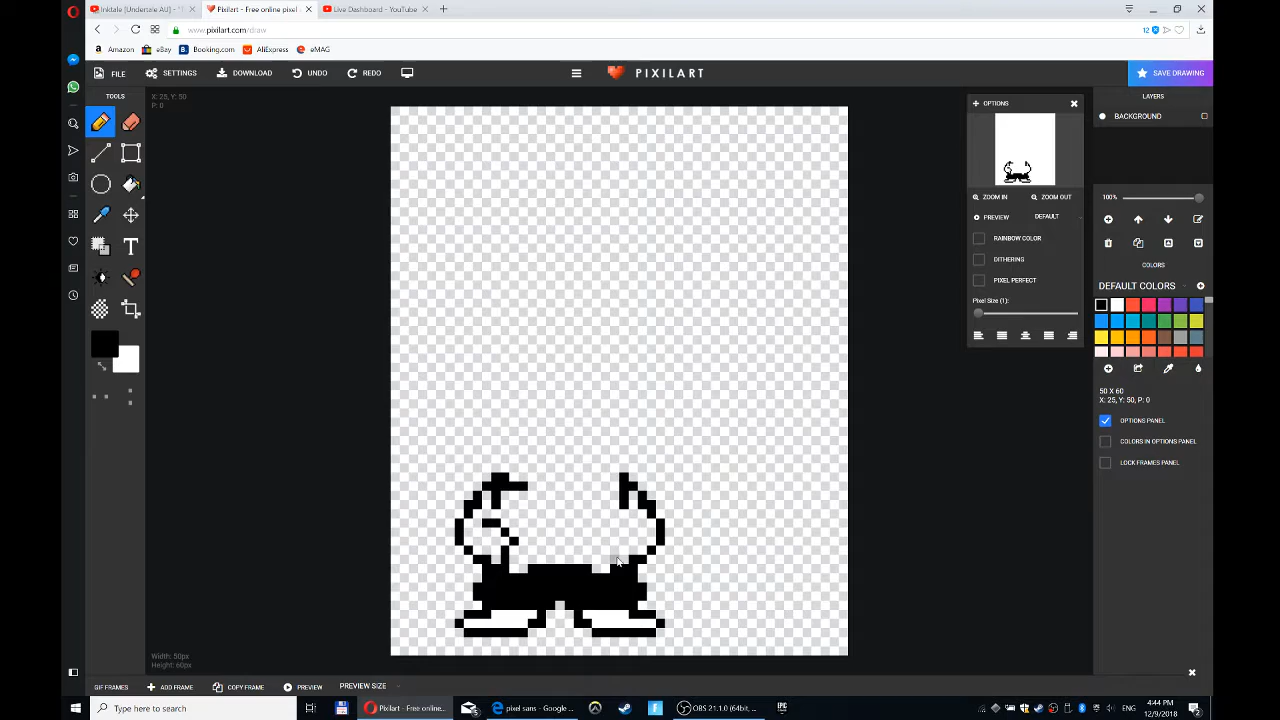 Inktale [Undertale AU] - "
Pixilart - Free online pixel
Live Dashboard - YouTube
www.pixilart.com/draw
12
Amazon
eBay
Booking.com
AliExpress
eMAG
FILE
SETTINGS
DOWNLOAD
UNDO
REDO
PIXILART
SAVE DRAWING
TOOLS
X: 25, Y: 50
P: 0
OPTIONS
LAYERS
BACKGROUND
ZOOM IN
ZOOM OUT
100%
PREVIEW
DEFAULT
RAINBOW COLOR
DITHERING
PIXEL PERFECT
Pixel Size (1):
COLORS
DEFAULT COLORS
50 X 60
X: 25, Y: 50, P: 0
OPTIONS PANEL
COLORS IN OPTIONS PANEL
LOCK FRAMES PANEL
Width: 50px
Height: 60px
GIF FRAMES
ADD FRAME
COPY FRAME
PREVIEW
PREVIEW SIZE
Type here to search
Pixilart - Free online...
pixel sans - Google ...
OBS 21.1.0 (64bit, ...
IPC
ENG
4:44 PM
12/9/2018